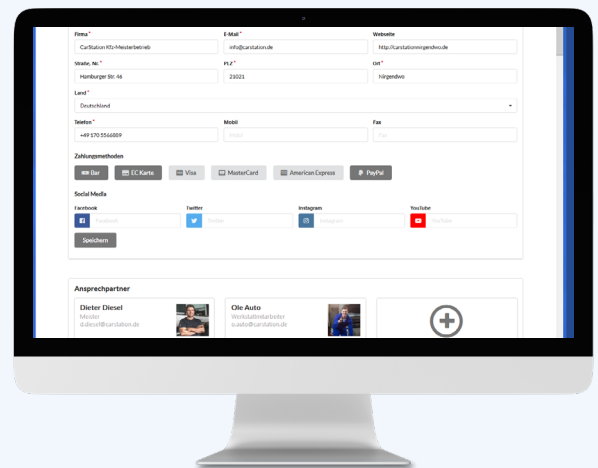 Firma * E-Mail * Webseite
CarStation Kfz-Meisterbetrieb info@carstation.de http://carstationnirgendwo.de
Straße, Nr. * PLZ * Ort *
Hamburger Str. 46 21021 Nirgendwo
Land *
Deutschland
Telefon * Mobil Fax
+49 170 5566889 Mobil Fax
Zahlungsmethoden
Bar EC Karte Visa MasterCard American Express PayPal
Social Media
Facebook Twitter Instagram YouTube
Facebook Twitter Instagram YouTube
Speichern
Ansprechpartner
Dieter Diesel Ole Auto
Meister Werkstattmitarbeiter
d.diesel@carstation.de o.auto@carstation.de